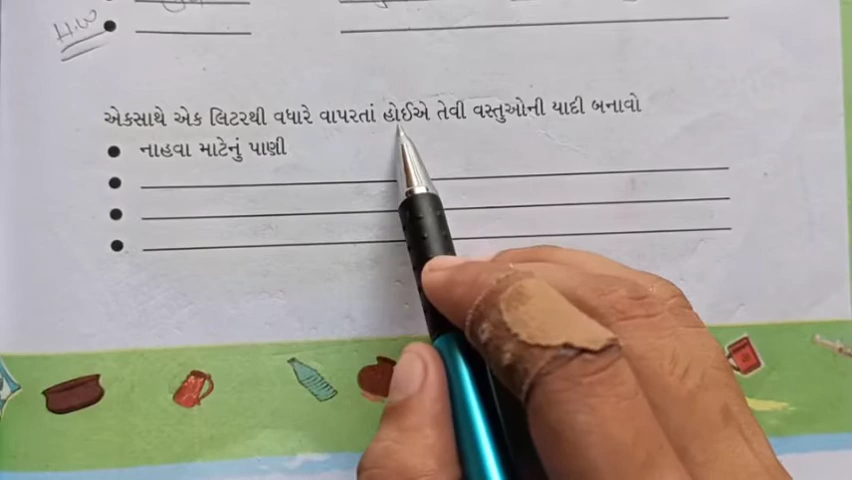 H.W
એકસાથે એક લિટરથી વધારે વાપરતાં હોઈએ તેવી વસ્તુઓની યાદી બનાવો
નાહવા માટેનું પાણી